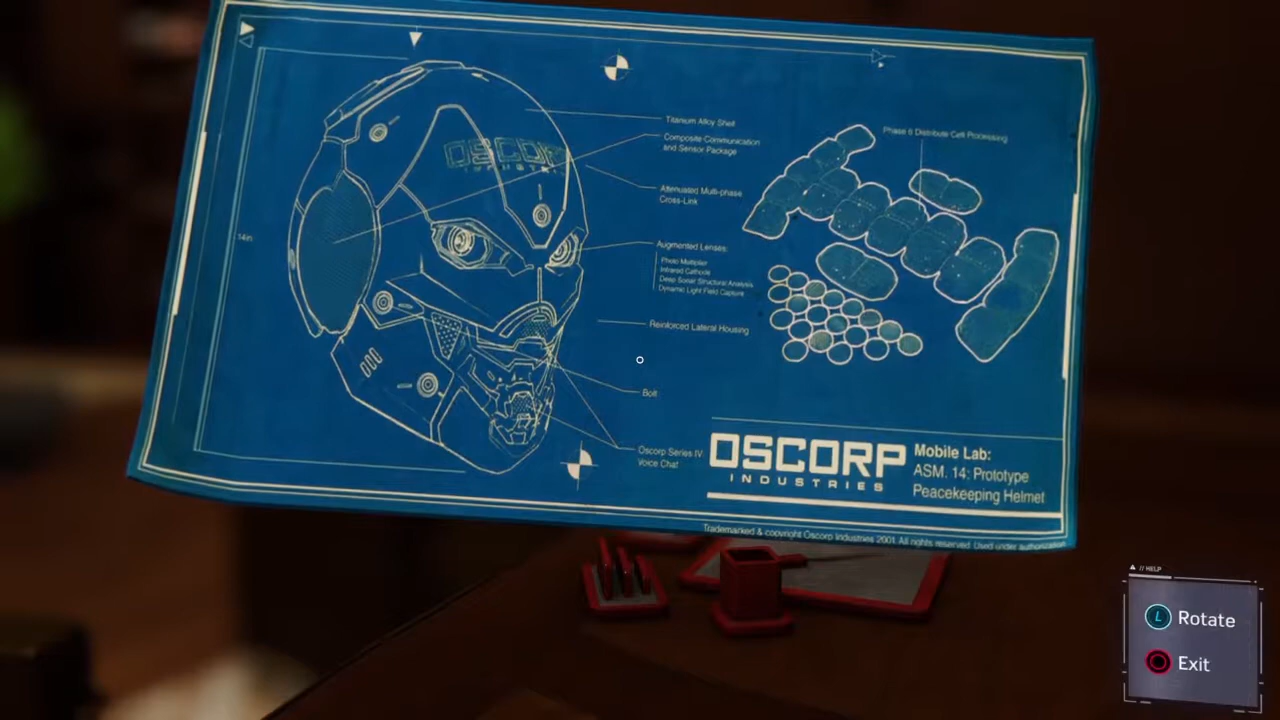 Titanium Alloy Shell
Composite Communication
and Sensor Package
OSCORP
Attenuated Multi-phase
Cross-Link
14in
Augmented Lenses:
Photo Multiplier
Infrared Cathode
Deep Sonar Structural Analysis
Dynamic Light Field Capture
Reinforced Lateral Housing
Bolt
Oscorp Series IV
Voice Chat
Phase 6 Distribute Cell Processing
OSCORP
INDUSTRIES
Mobile Lab:
ASM. 14: Prototype
Peacekeeping Helmet
Trademarked & copyright Oscorp Industries 2001. All rights reserved. Used under authorization
// HELP
L Rotate
Exit